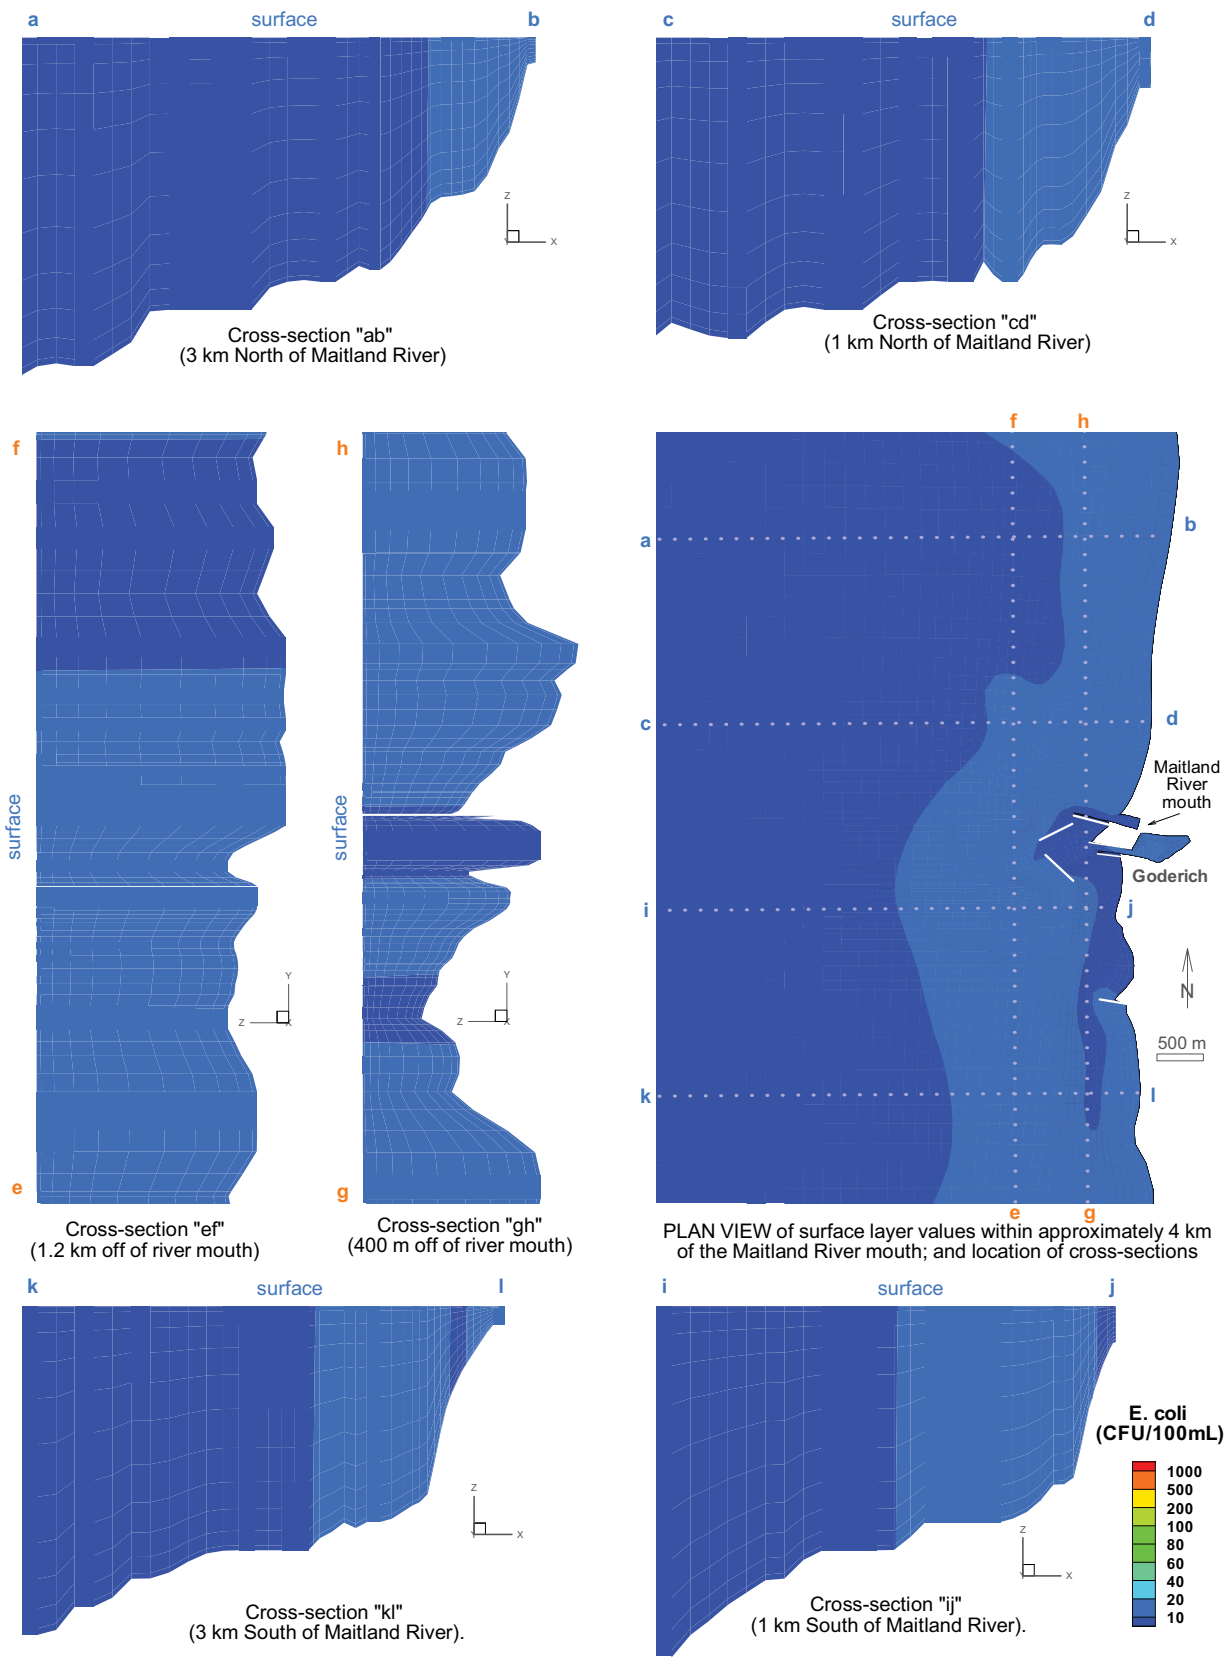 a surface b
c surface d
Z
X
Y
Cross-section "ab"
(3 km North of Maitland River)
Z
X
Y
Cross-section "cd"
(1 km North of Maitland River)
f
surface
e
Y
Z
X
Cross-section "ef"
(1.2 km off of river mouth)
h
surface
g
Y
Z
X
Cross-section "gh"
(400 m off of river mouth)
f h
a b
c d
Maitland
River
mouth
Goderich
i j
N
500 m
k l
e g
PLAN VIEW of surface layer values within approximately 4 km
of the Maitland River mouth; and location of cross-sections
k surface l
Z
X
Y
Cross-section "kl"
(3 km South of Maitland River).
i surface j
Z
X
Y
Cross-section "ij"
(1 km South of Maitland River).
E. coli
(CFU/100mL)
1000
500
200
100
80
60
40
20
10